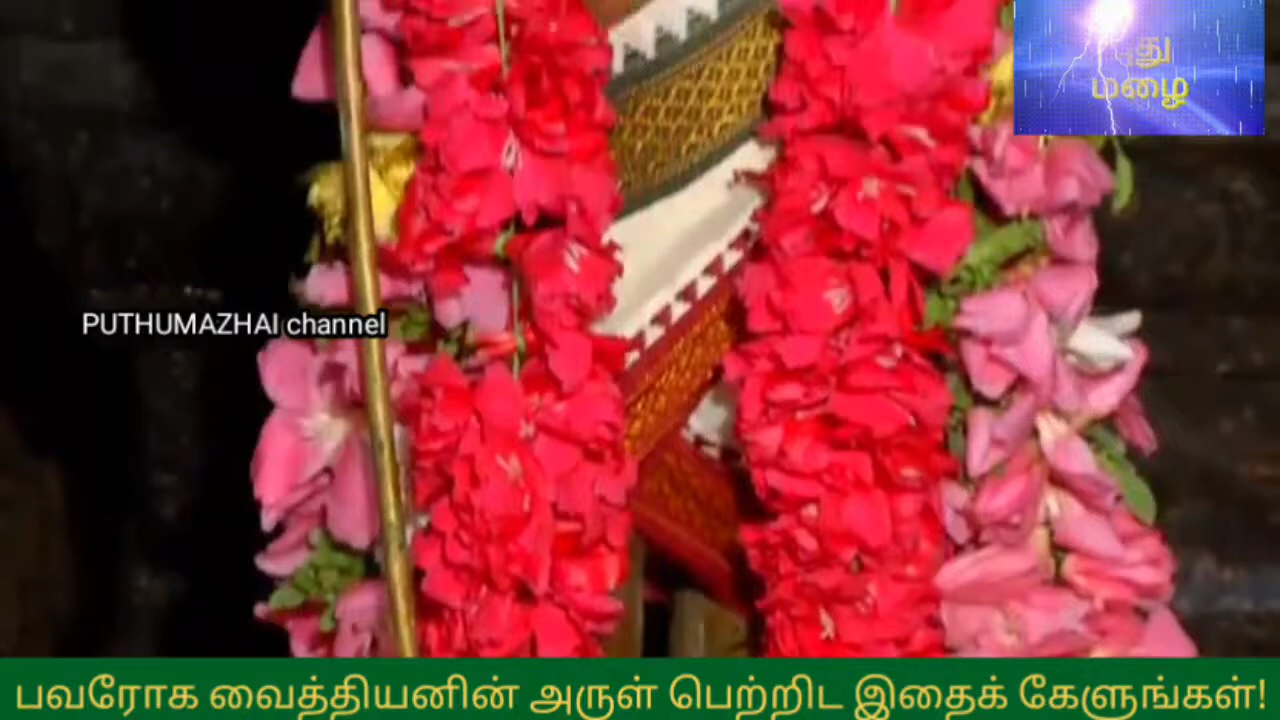 து
மழை
PUTHUMAZHAI channel
பவரோக வைத்தியனின் அருள் பெற்றிட இதைக் கேளுங்கள்!